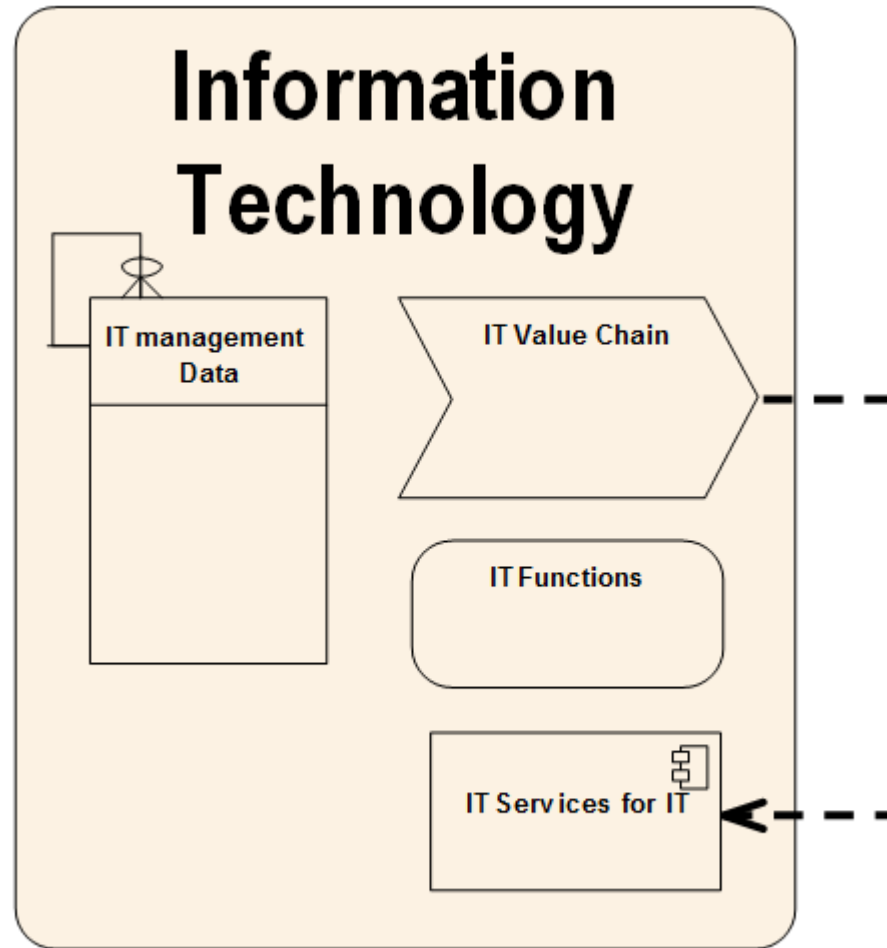 Information
Technology
IT management
Data
IT Value Chain
IT Functions
IT Services for IT